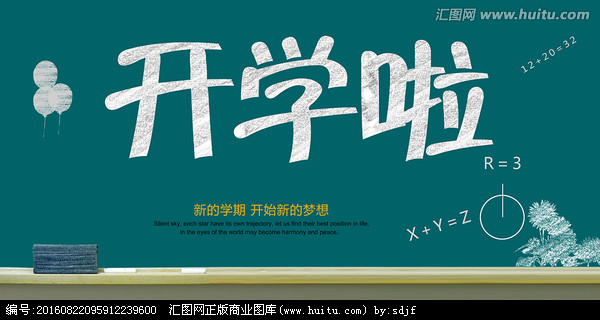 汇图网
www.huitu.com
12+20=32
开学啦
R=3
X+Y=Z
新的学期 开始新的梦想
Silent sky, each star have its own trajectory, let us find their best position in life,
in the eyes of the world may become harmony and peace.
编号:20160822095912239600 汇图网正版商业图库(www.huitu.com) by:sdjf